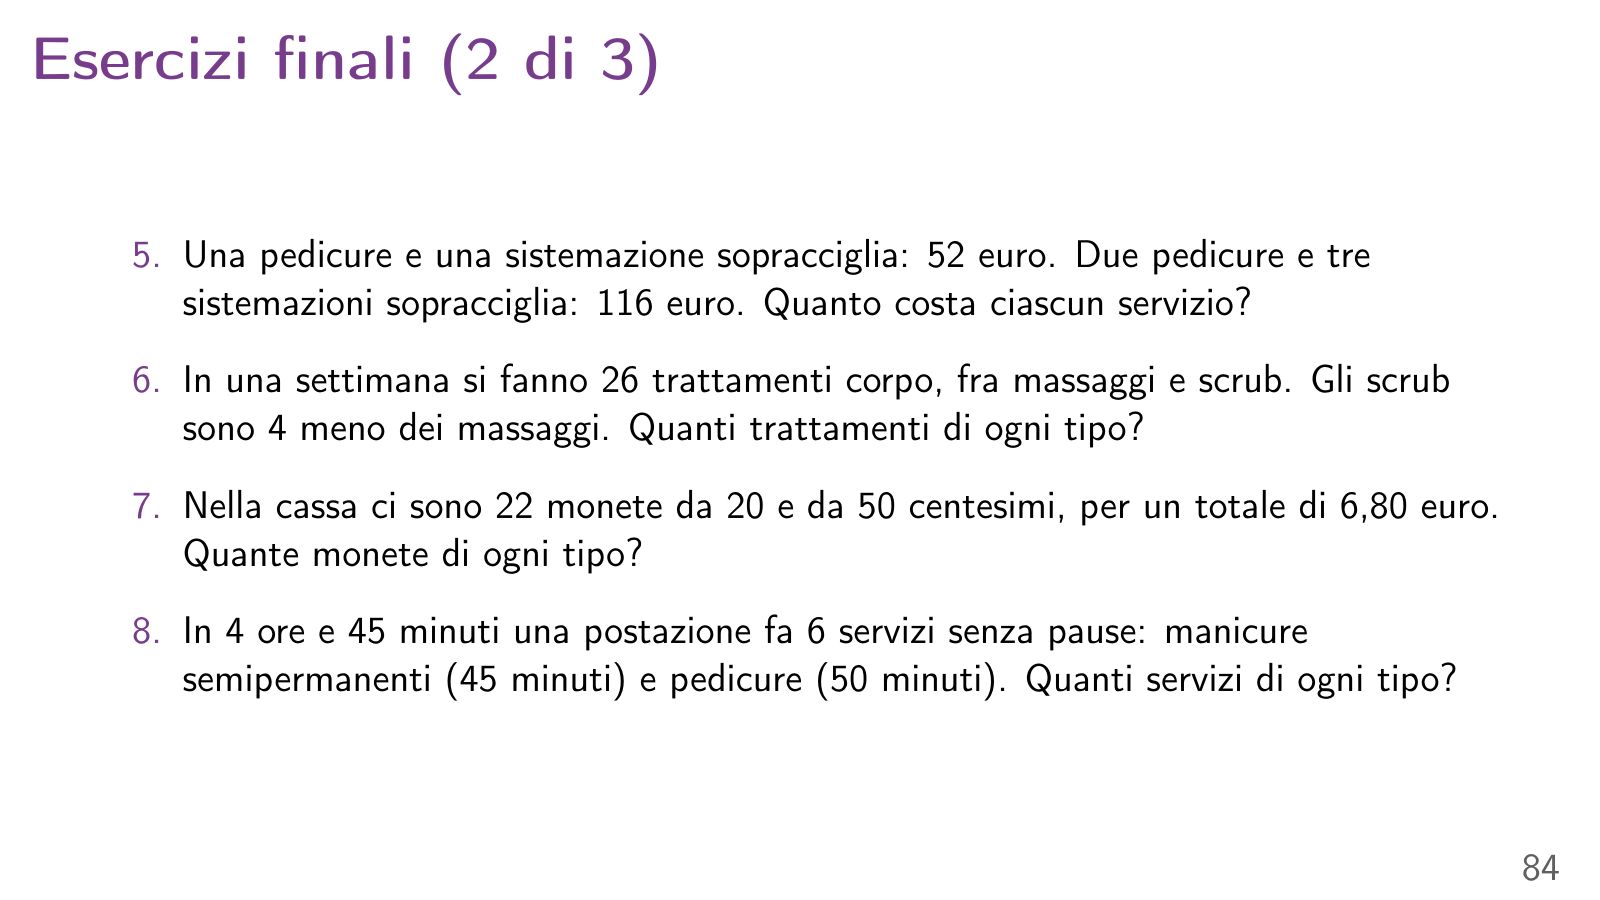 Esercizi finali (2 di 3)
5. Una pedicure e una sistemazione sopracciglia: 52 euro. Due pedicure e tre
sistemazioni sopracciglia: 116 euro. Quanto costa ciascun servizio?
6. In una settimana si fanno 26 trattamenti corpo, fra massaggi e scrub. Gli scrub
sono 4 meno dei massaggi. Quanti trattamenti di ogni tipo?
7. Nella cassa ci sono 22 monete da 20 e da 50 centesimi, per un totale di 6,80 euro.
Quante monete di ogni tipo?
8. In 4 ore e 45 minuti una postazione fa 6 servizi senza pause: manicure
semipermanenti (45 minuti) e pedicure (50 minuti). Quanti servizi di ogni tipo?
84